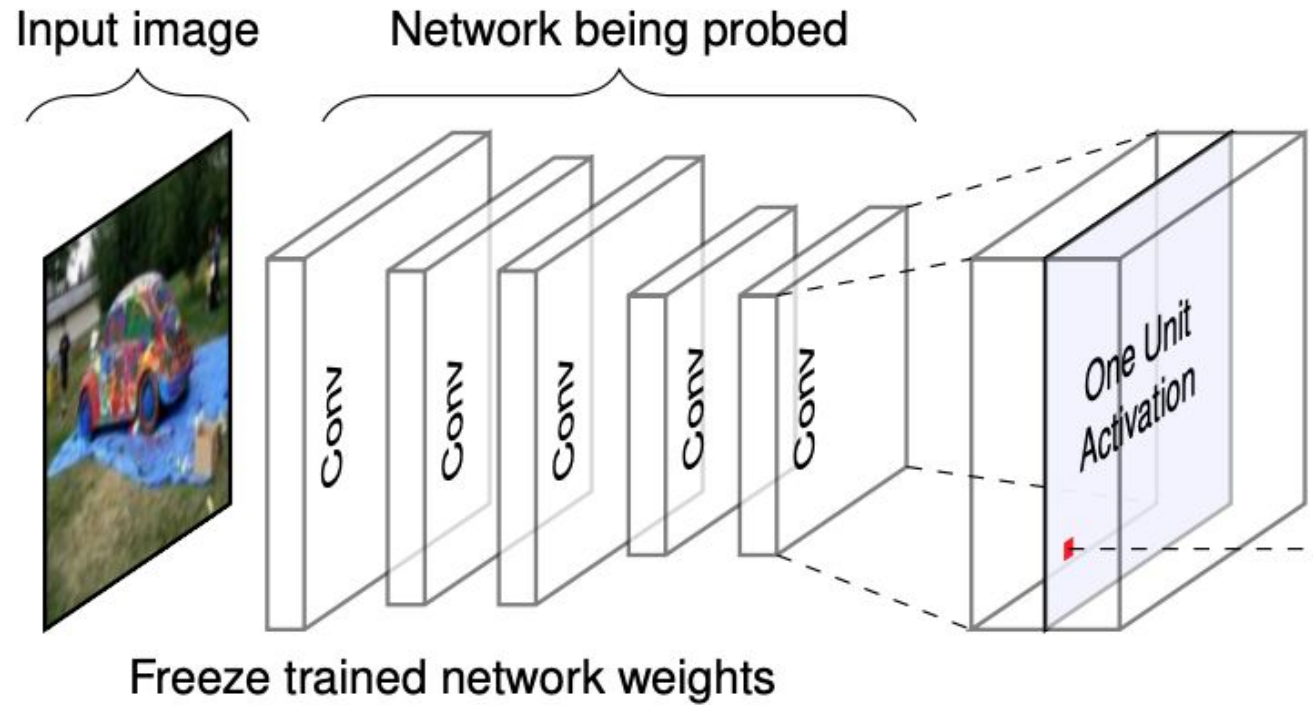 Input image
Network being probed
Conv
Conv
Conv
Conv
Conv
One Unit
Activation
Freeze trained network weights